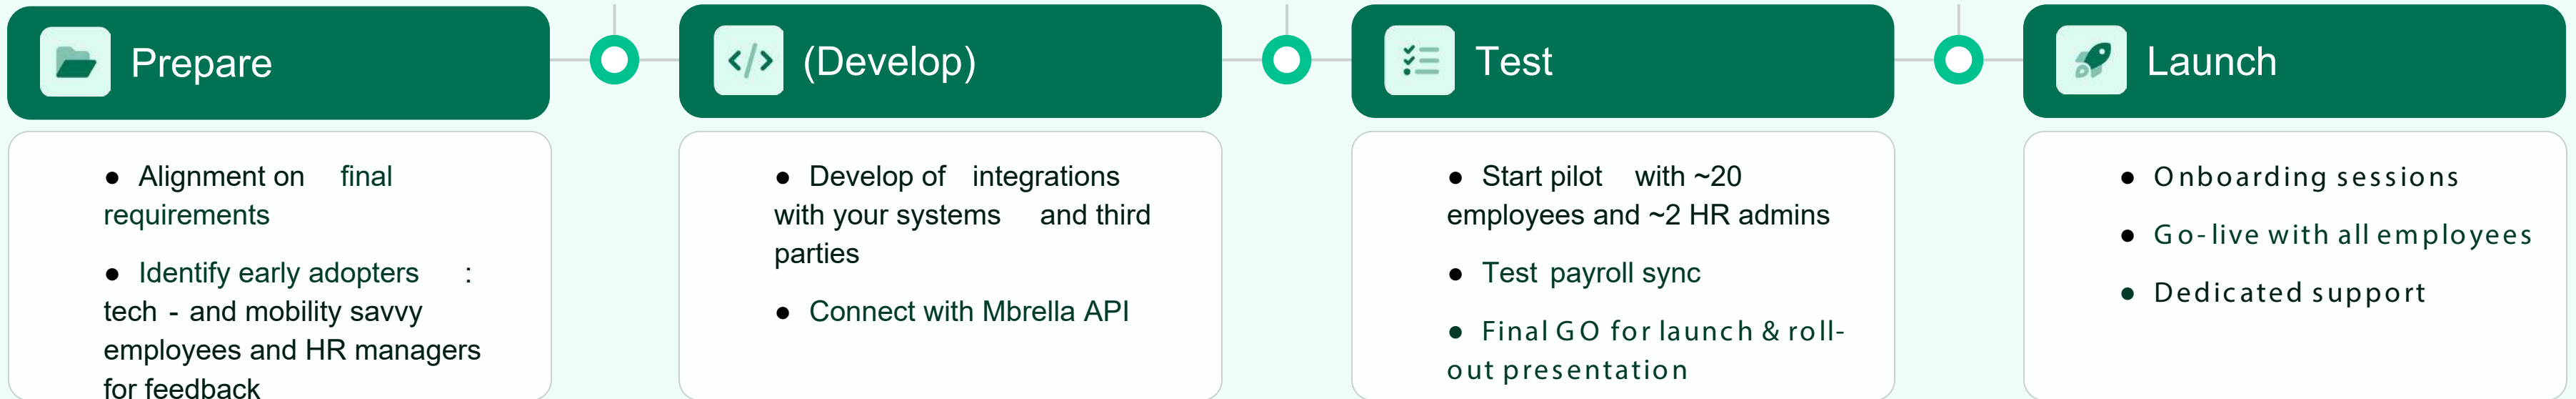 Prepare
● Alignment on final
requirements
● Identify early adopters :
tech - and mobility savvy
employees and HR managers
for feedback
(Develop)
● Develop of integrations
with your systems and third
parties
● Connect with Mbrella API
Test
● Start pilot with ~20
employees and ~2 HR admins
● Test payroll sync
● Final GO for launch & roll-
out presentation
Launch
● Onboarding sessions
● Go-live with all employees
● Dedicated support